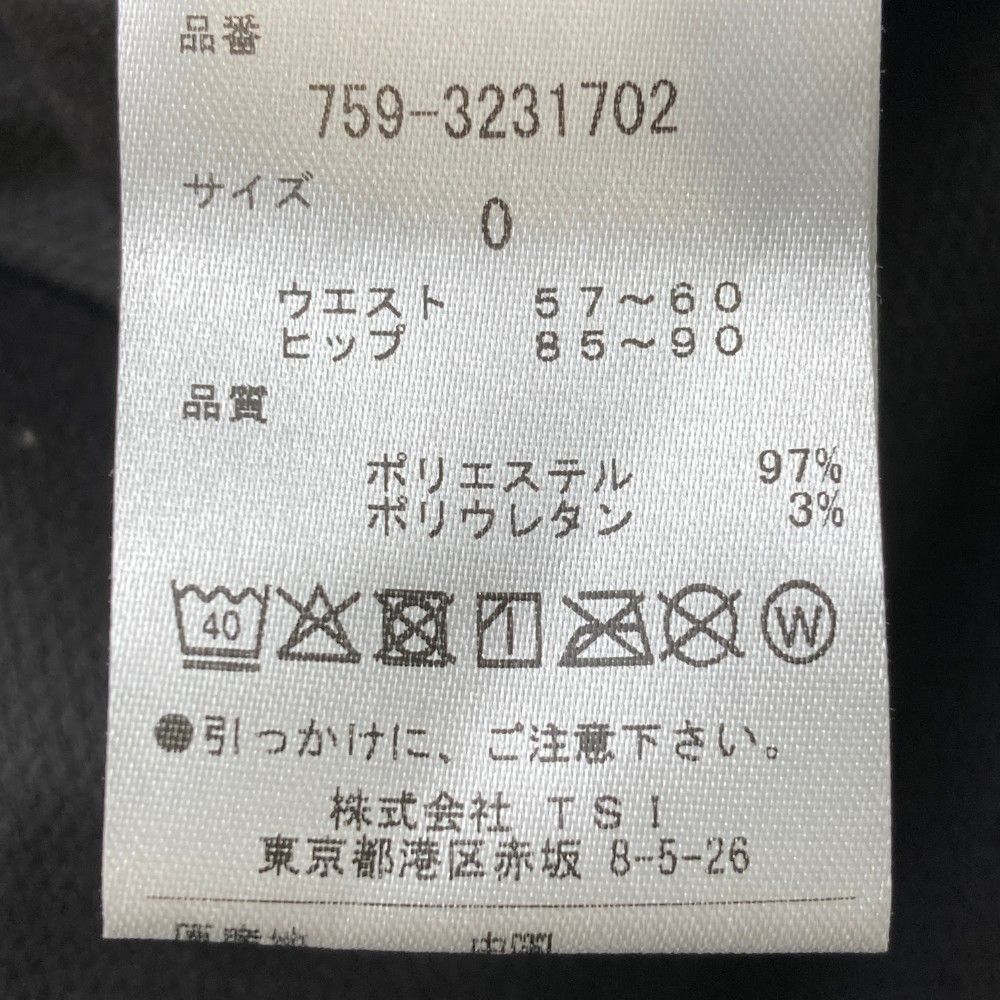 品番
759-3231702
サイズ
0
ウエスト 57〜60
ヒップ 85〜90
品質
ポリエステル 97%
ポリウレタン 3%
40
W
●引っかけに、ご注意下さい。
株式会社 TSI
東京都港区赤坂 8-5-26